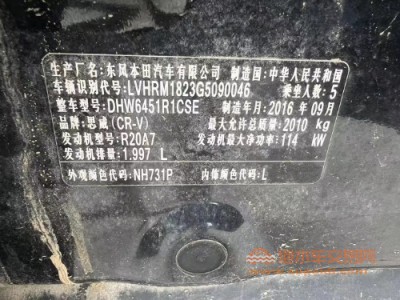 生产厂名:东风本田汽车有限公司 制造国:中华人民共和国
车辆识别代号:LVHRM1823G5090046 乘坐人数:5
整车型号:DHW6451R1CSE 制造年月:2016年09月
品牌:思威(CR-V) 最大允许总质量:2010 kg
发动机型号:R20A7 发动机最大净功率:114 kW
发动机排量:1.997 L
外观颜色代码:NH731P 内饰颜色代码:L